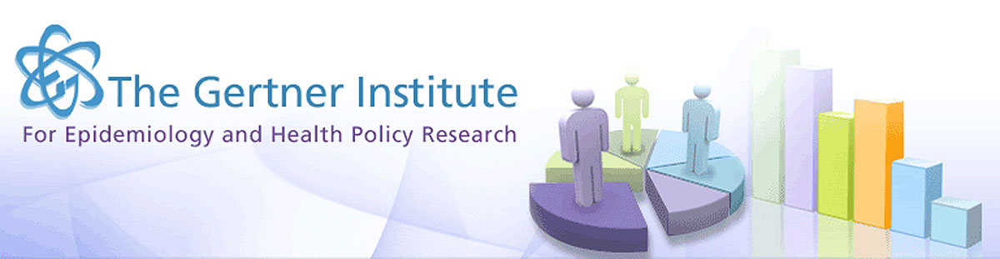 The Gertner Institute
For Epidemiology and Health Policy Research